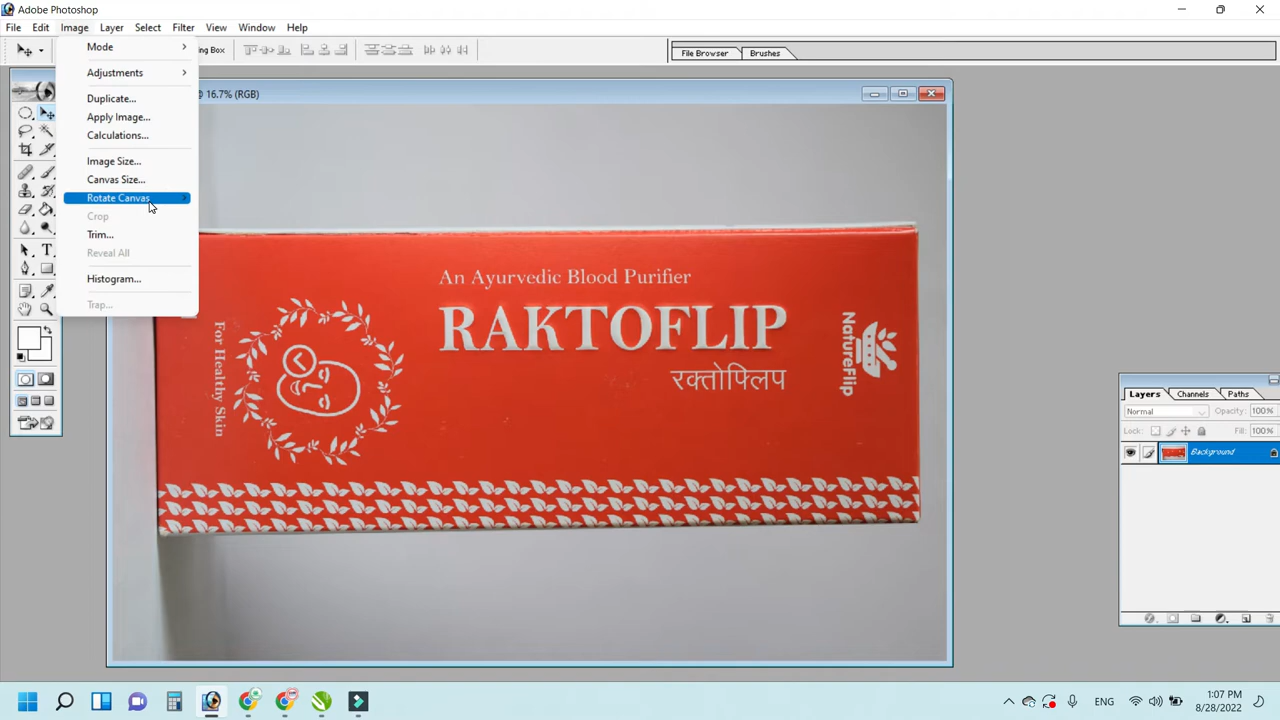 Adobe Photoshop
File Edit Image Layer Select Filter View Window Help
Mode
Adjustments
Duplicate...
Apply Image...
Calculations...
Image Size...
Canvas Size...
Rotate Canvas
Crop
Trim...
Reveal All
Histogram...
Trap...
ng Box
File Browser
Brushes
@ 16.7% (RGB)
An Ayurvedic Blood Purifier
RAKTOFLIP
रक्तोफ्लिप
For Healthy Skin
NatureFlip
Layers Channels Paths
Normal Opacity: 100%
Lock: Fill: 100%
Background
ENG
1:07 PM
8/28/2022